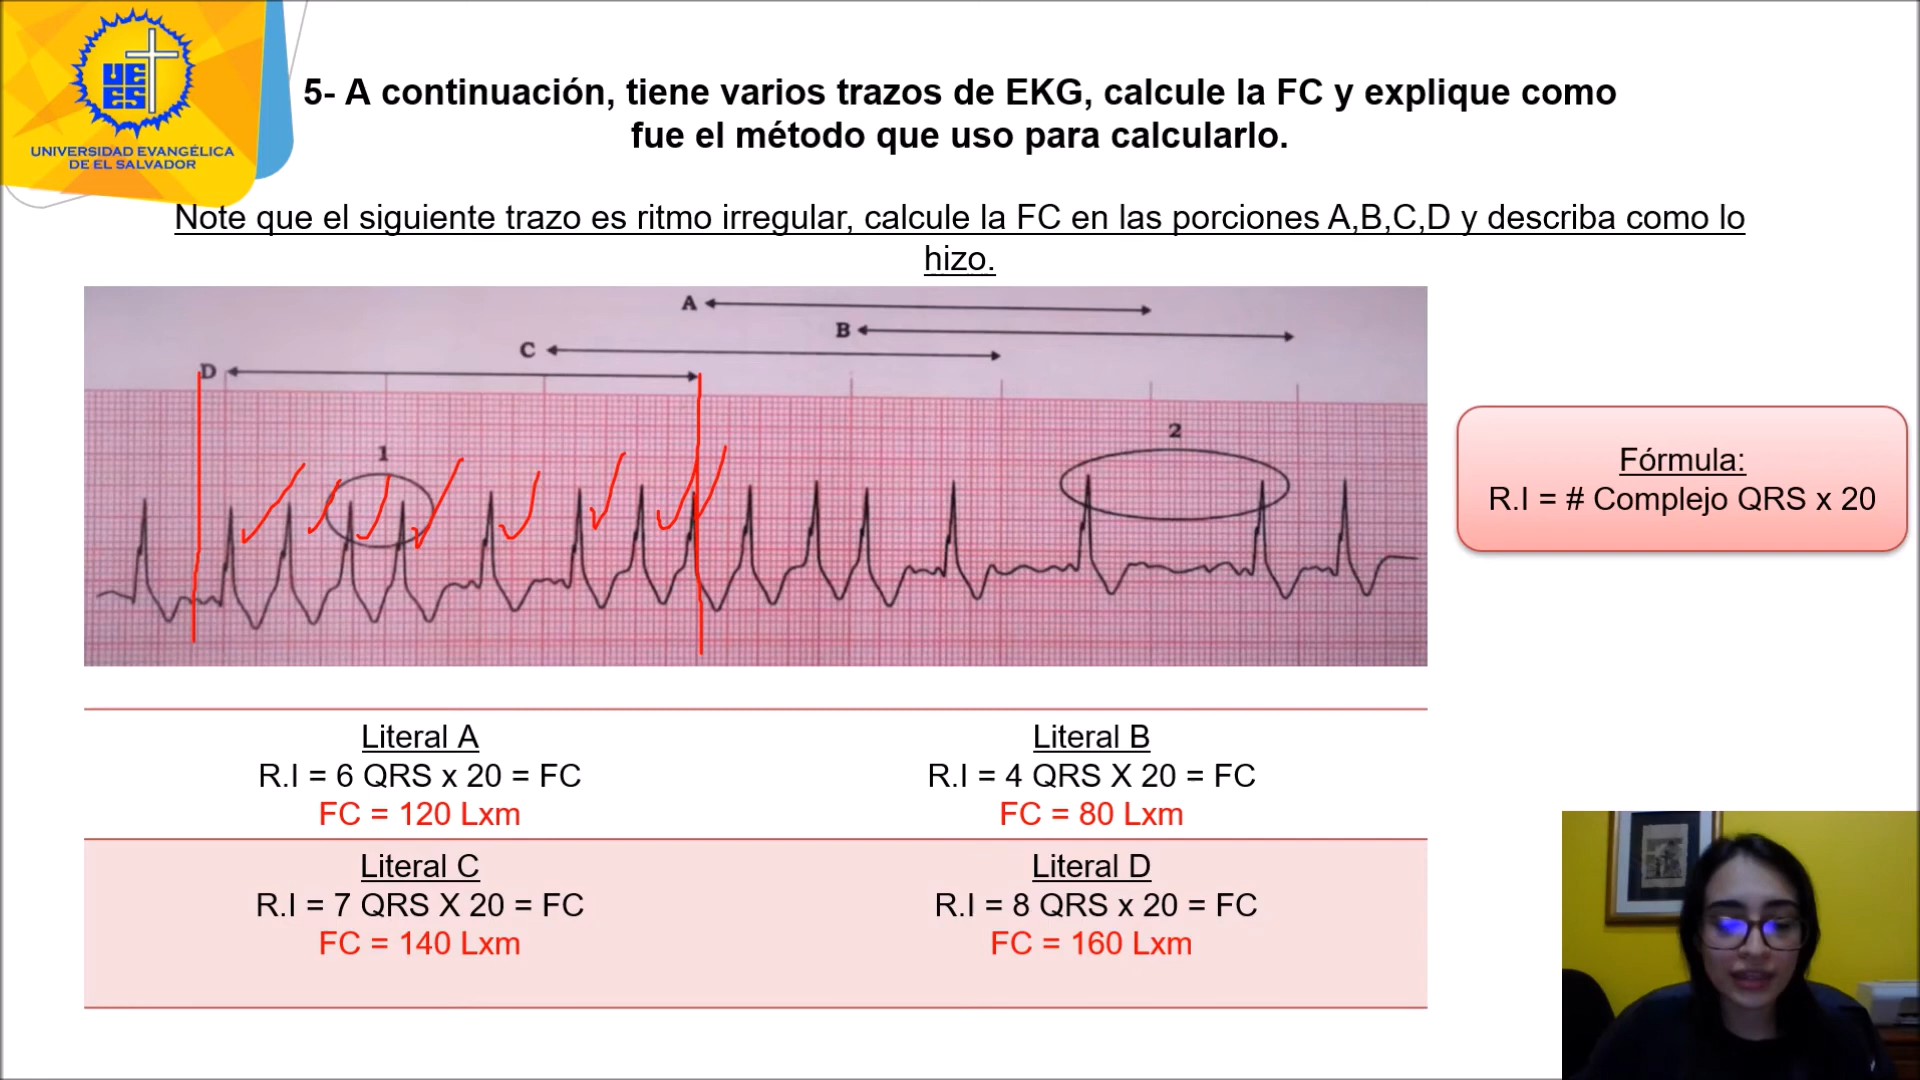 UE
ES
UNIVERSIDAD EVANGÉLICA
DE EL SALVADOR
5- A continuación, tiene varios trazos de EKG, calcule la FC y explique como
fue el método que uso para calcularlo.
Note que el siguiente trazo es ritmo irregular, calcule la FC en las porciones A,B,C,D y describa como lo
hizo.
A
B
C
D
1
2
Fórmula:
R.I = # Complejo QRS x 20
Literal A
R.I = 6 QRS x 20 = FC
FC = 120 Lxm
Literal B
R.I = 4 QRS X 20 = FC
FC = 80 Lxm
Literal C
R.I = 7 QRS X 20 = FC
FC = 140 Lxm
Literal D
R.I = 8 QRS x 20 = FC
FC = 160 Lxm